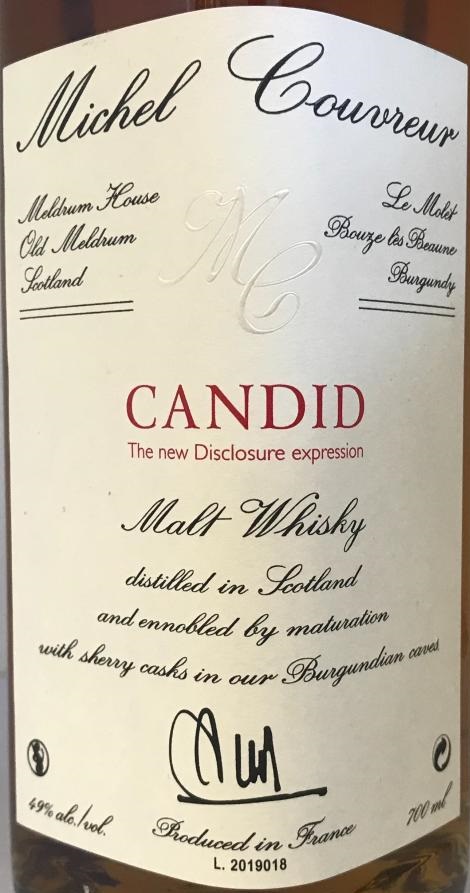 Michel Couvreur
Meldrum House
Old Meldrum
Scotland
MC
Le Molet
Bouze lès Beaune
Burgundy
CANDID
The new Disclosure expression
Malt Whisky
distilled in Scotland
and ennobled by maturation
with sherry casks in our Burgundian caves
49% alc./vol.
Produced in France
700 ml
L. 2019018